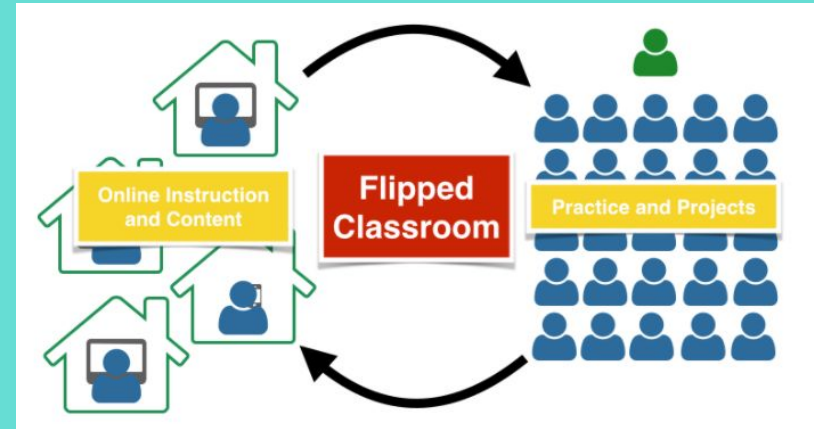 Online Instruction
and Content
Flipped
Classroom
Practice and Projects